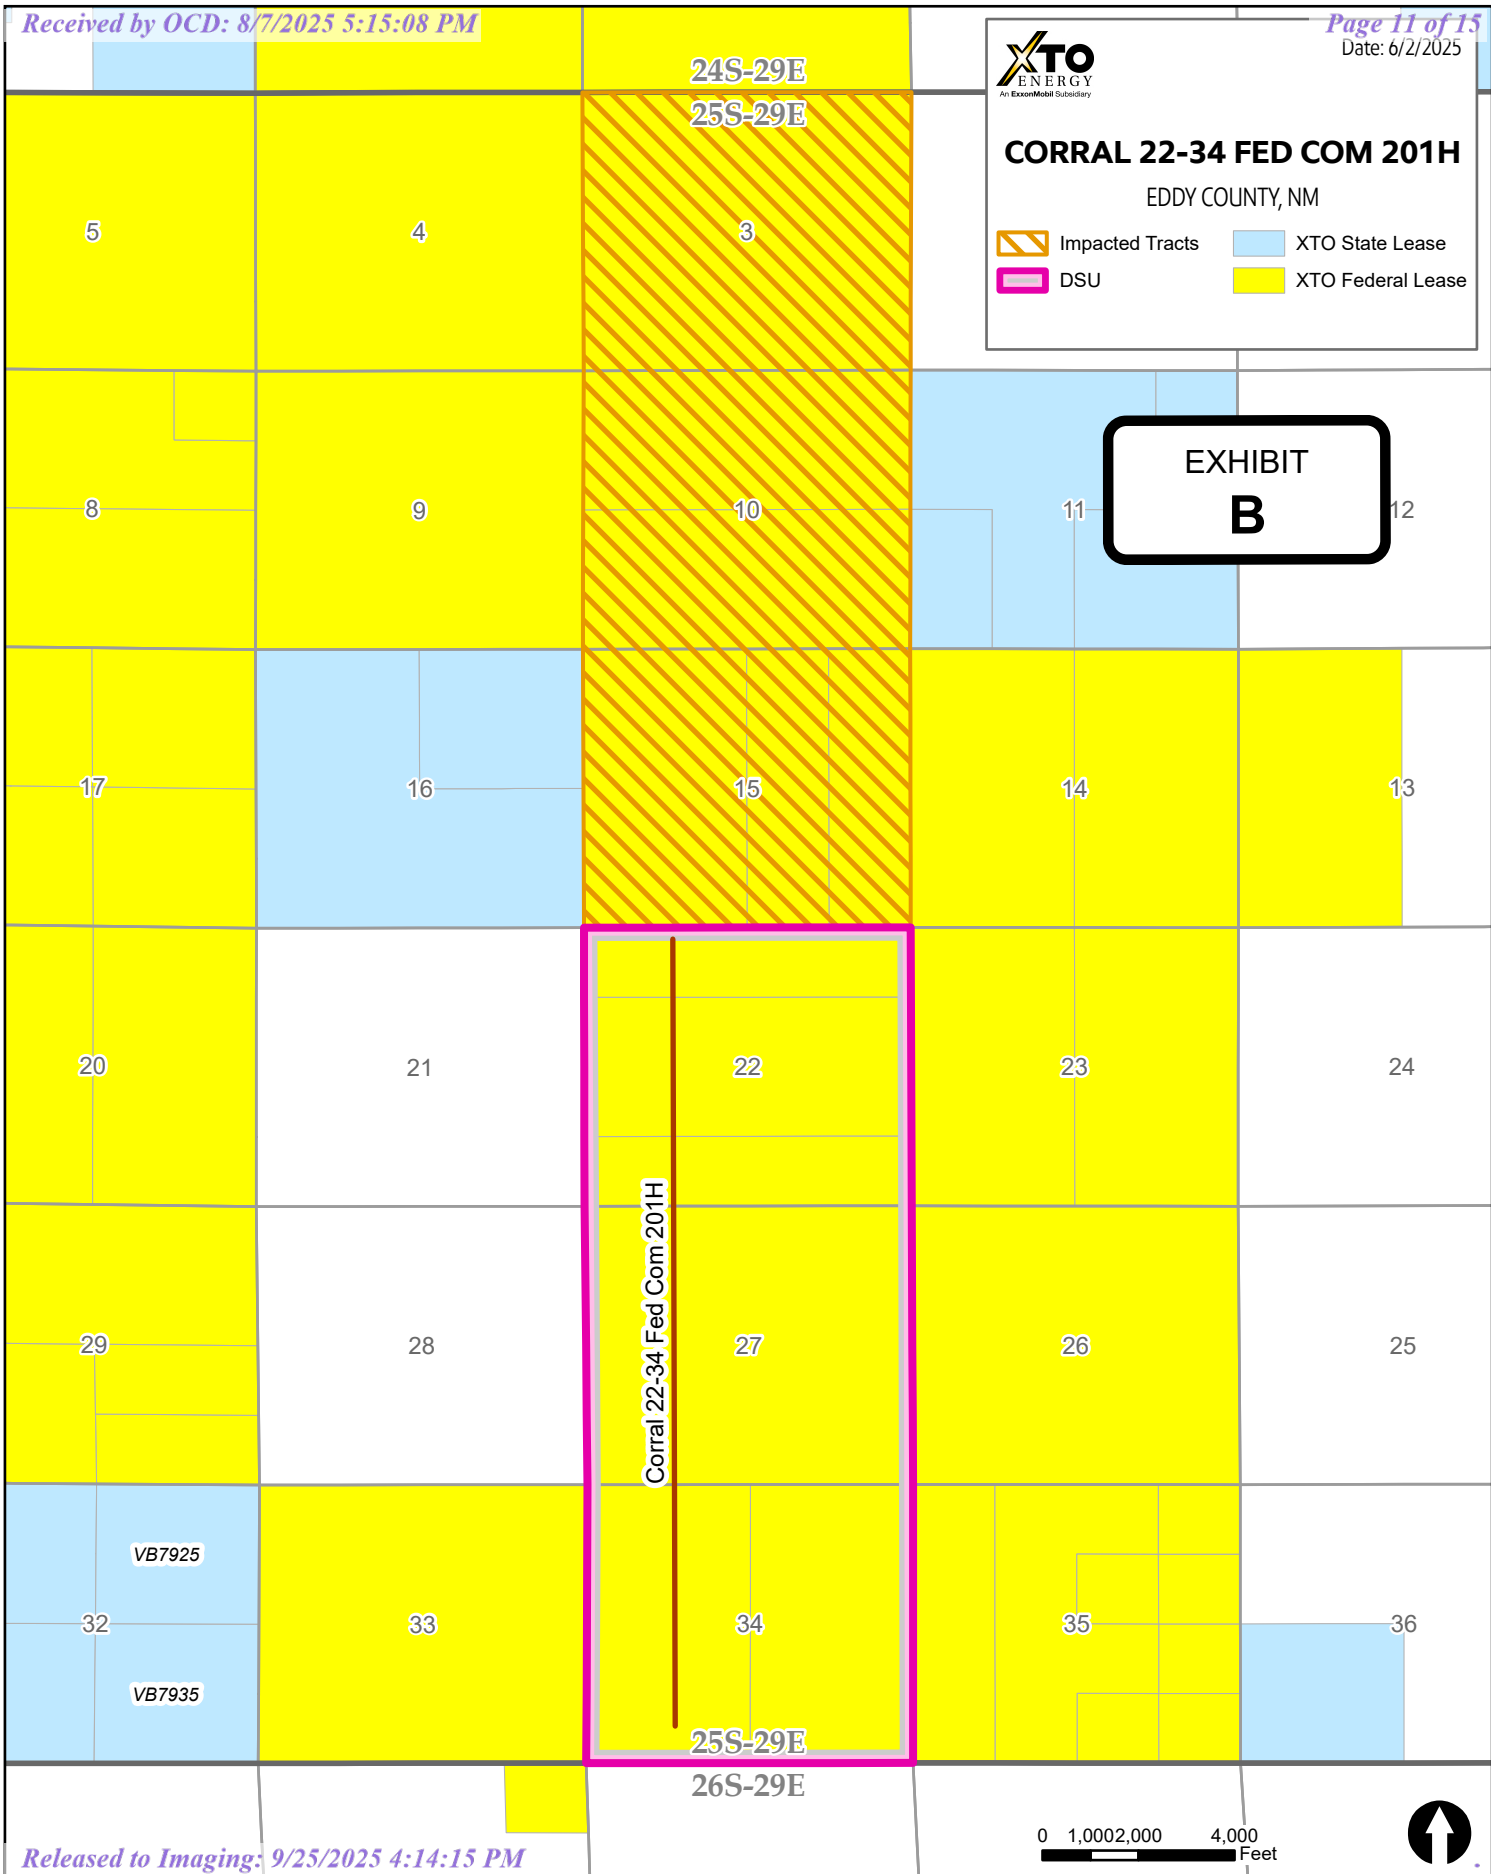 Received by OCD: 8/7/2025 5:15:08 PM
Page 11 of 15
XTO
ENERGY
An ExxonMobil Subsidiary
Date: 6/2/2025
CORRAL 22-34 FED COM 201H
EDDY COUNTY, NM
Impacted Tracts
XTO State Lease
DSU
XTO Federal Lease
24S-29E
25S-29E
5
4
3
EXHIBIT
B
8
9
10
11
12
17
16
15
14
13
20
21
22
23
24
Corral 22-34 Fed Com 201H
29
28
27
26
25
VB7925
32
33
34
35
36
VB7935
25S-29E
26S-29E
0 1,000 2,000 4,000
Feet
Released to Imaging: 9/25/2025 4:14:15 PM